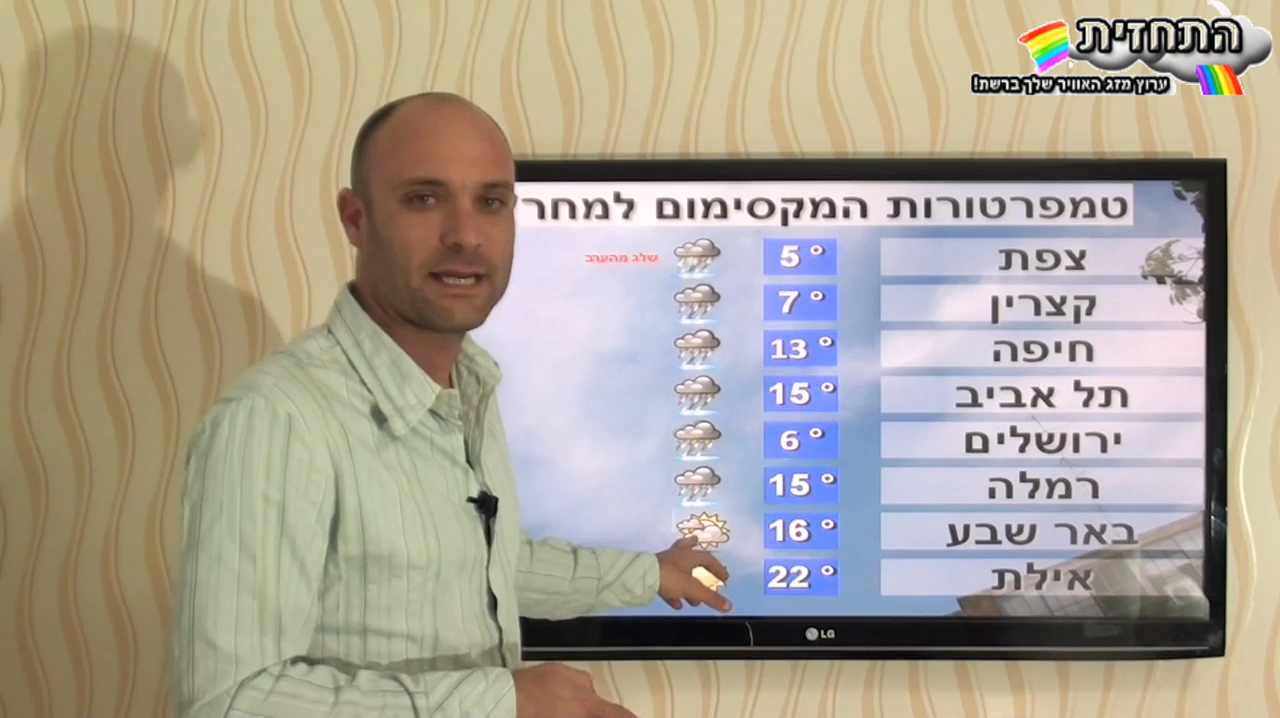 התחזית
ערוץ מזג האוויר שלך ברשת!
טמפרטורות המקסימום למחר
צפת 5° שלג מהערב
קצרין 7°
חיפה 13°
תל אביב 15°
ירושלים 6°
רמלה 15°
באר שבע 16°
אילת 22°
LG